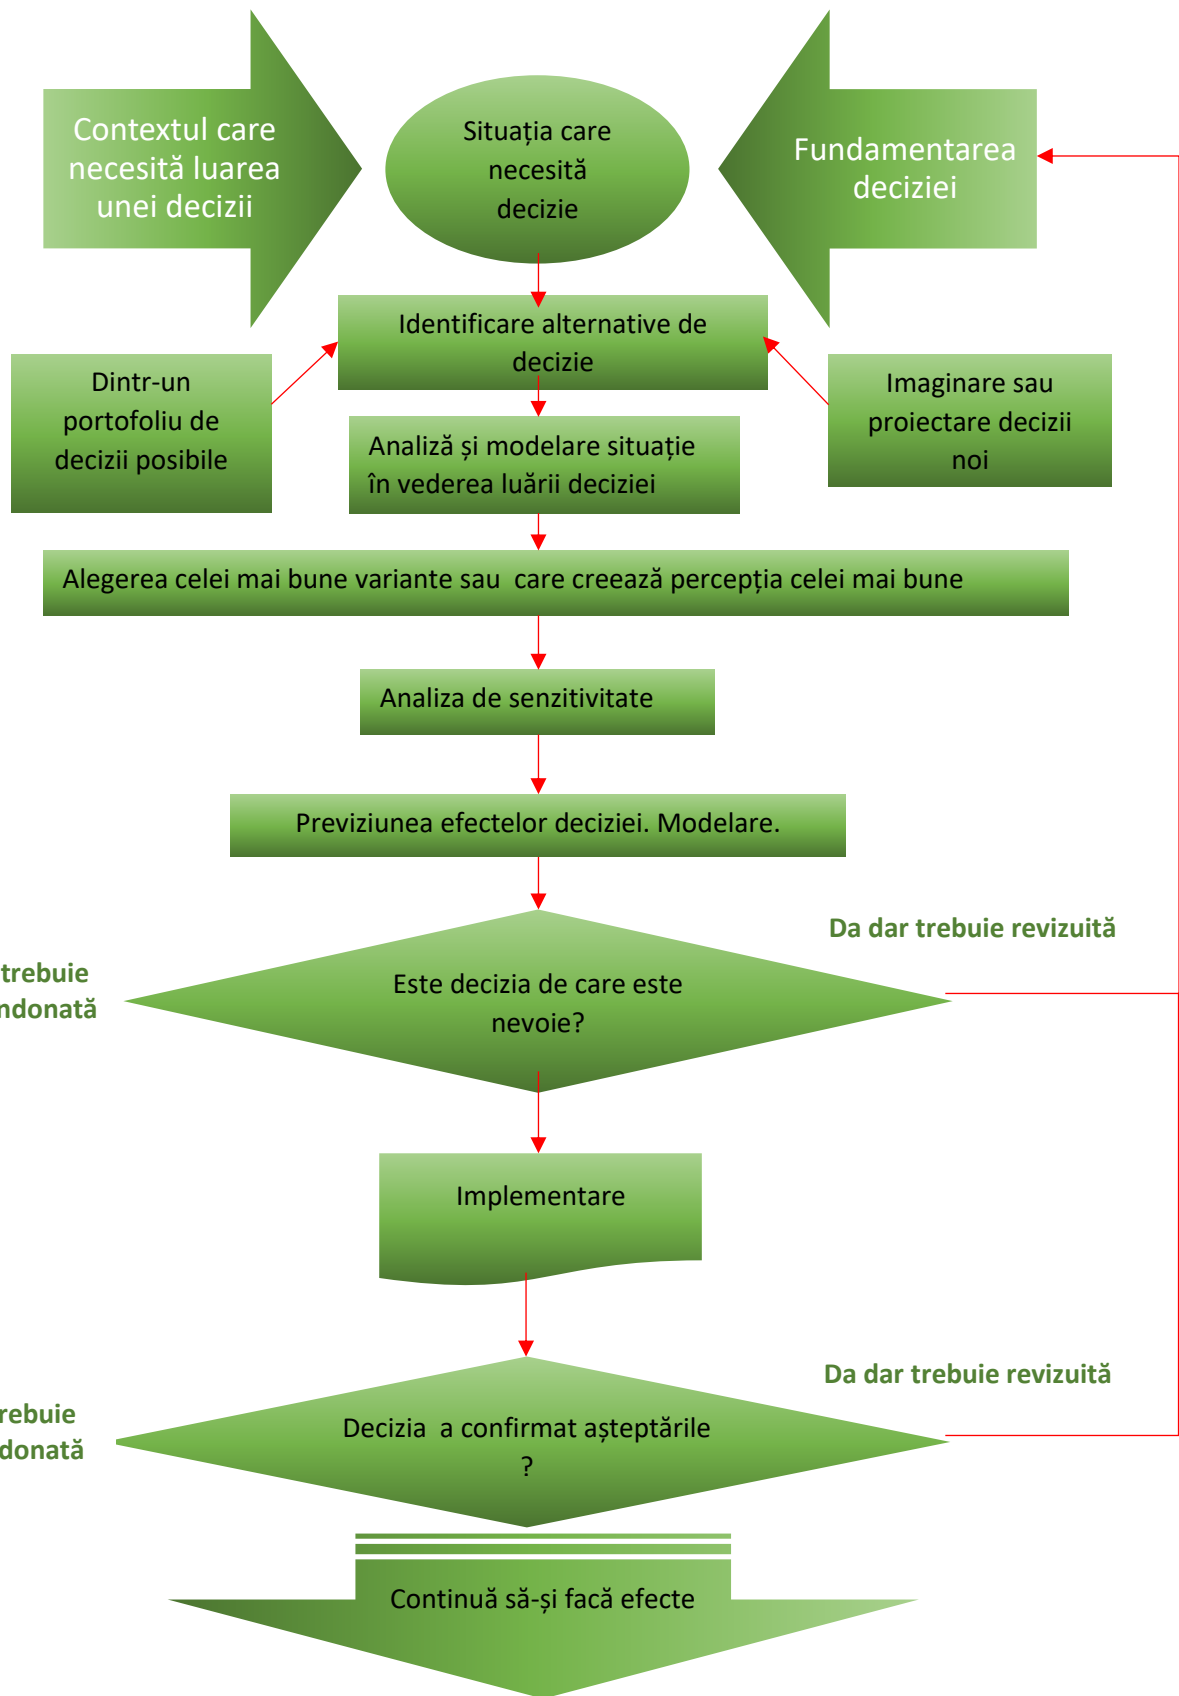 Contextul care
necesită luarea
unei decizii
Situația care
necesită
decizie
Fundamentarea
deciziei
Identificare alternative de
decizie
Dintr-un
portofoliu de
decizii posibile
Imaginare sau
proiectare decizii
noi
Analiză și modelare situație
în vederea luării deciziei
Alegerea celei mai bune variante sau  care creează percepția celei mai bune
Analiza de senzitivitate
Previziunea efectelor deciziei. Modelare.
Da dar trebuie revizuită
trebuie
Este decizia de care este
nevoie?
Implementare
Da dar trebuie revizuită
Decizia  a confirmat așteptările
?
Continuă să-și facă efecte